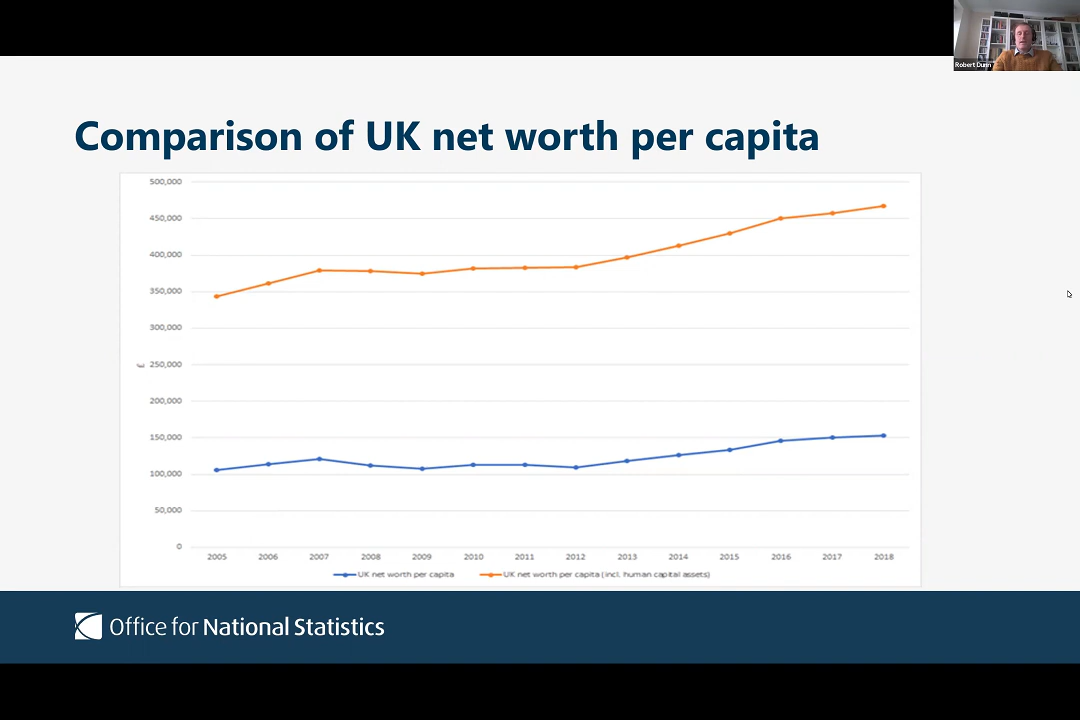 Robert Dunn
Comparison of UK net worth per capita
500,000
450,000
400,000
350,000
300,000
£ 250,000
200,000
150,000
100,000
50,000
0
2005 2006 2007 2008 2009 2010 2011 2012 2013 2014 2015 2016 2017 2018
UK net worth per capita UK net worth per capita (incl. human capital assets)
Office for National Statistics